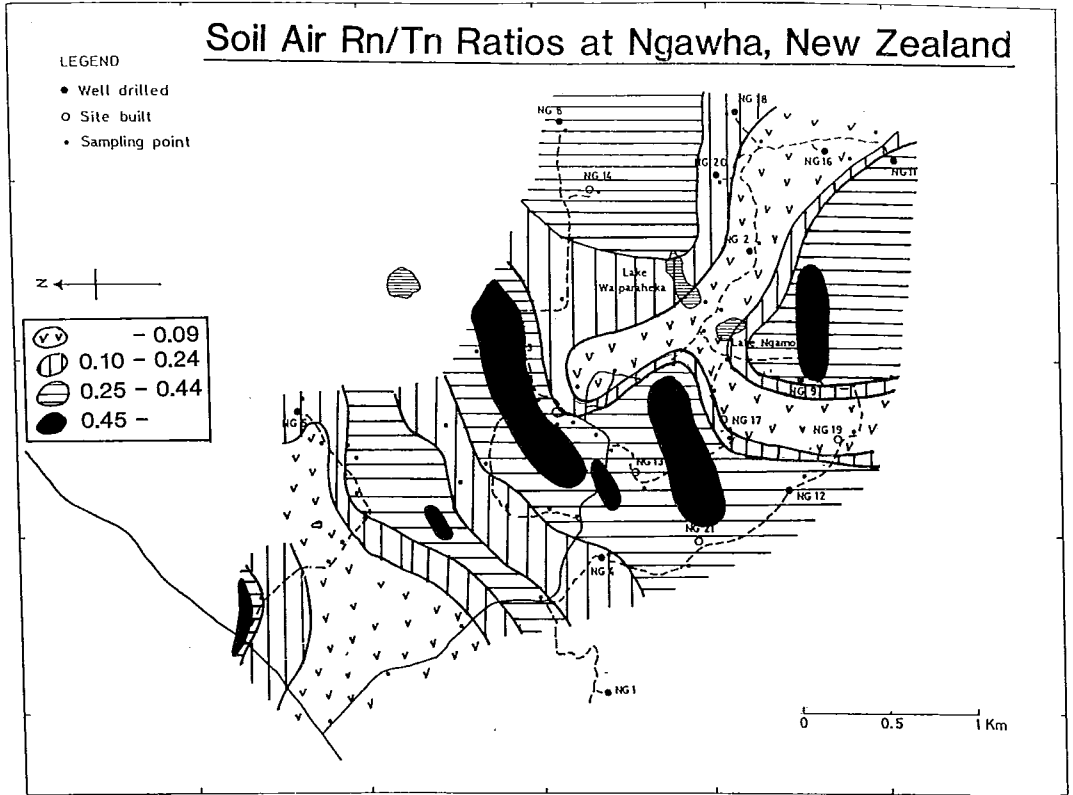 Soil Air Rn/Tn Ratios at Ngawha, New Zealand
LEGEND
Well drilled
Site built
Sampling point
NG 8
NG 18
NG 14
NG 20
NG 16
NG 11
NG 2
N
Lake
Waiparaheka
Lake Ngamo
- 0.09
0.10 - 0.24
0.25 - 0.44
0.45 -
NG 9
NG 17
NG 19
NG 13
NG 12
NG 21
NG 4
NG 1
0 0.5 1 Km